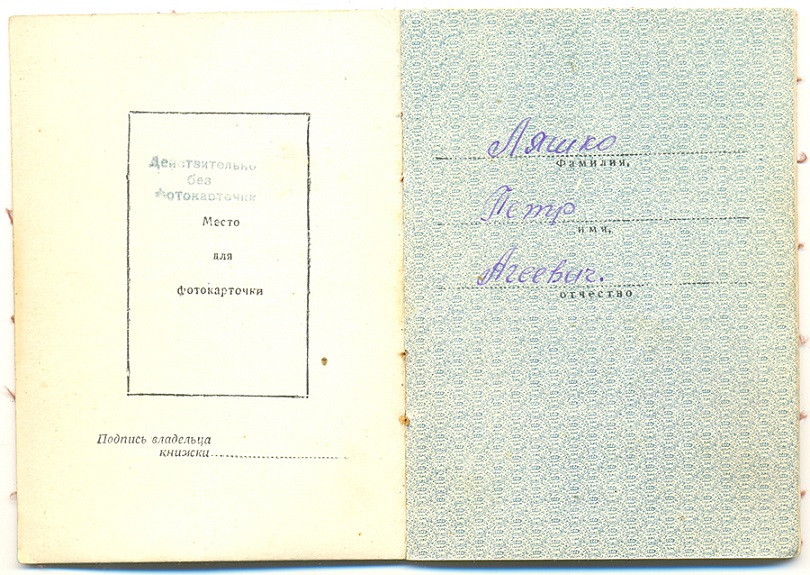 Действительно
без
фотокарточки
Место
для
фотокарточки
Подпись владельца
книжки
Ляшко
Фамилия,
Петр
имя,
Агеевич.
отчество